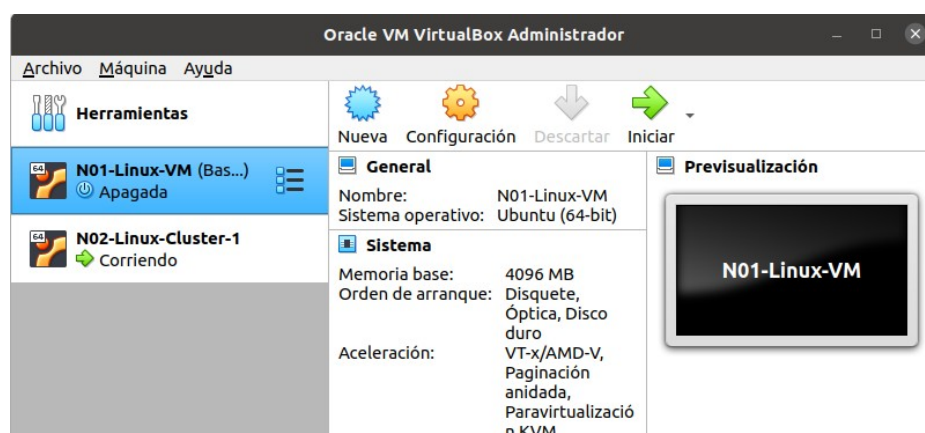 Oracle VM VirtualBox Administrador
Archivo Máquina Ayuda
Herramientas
Nueva Configuración Descartar Iniciar
64
N01-Linux-VM (Bas...)
Apagada
64
N02-Linux-Cluster-1
Corriendo
General
Nombre: N01-Linux-VM
Sistema operativo: Ubuntu (64-bit)
Sistema
Memoria base: 4096 MB
Orden de arranque: Disquete,
Óptica, Disco
duro
Aceleración: VT-x/AMD-V,
Paginación
anidada,
Paravirtualizació
n KVM
Previsualización
N01-Linux-VM